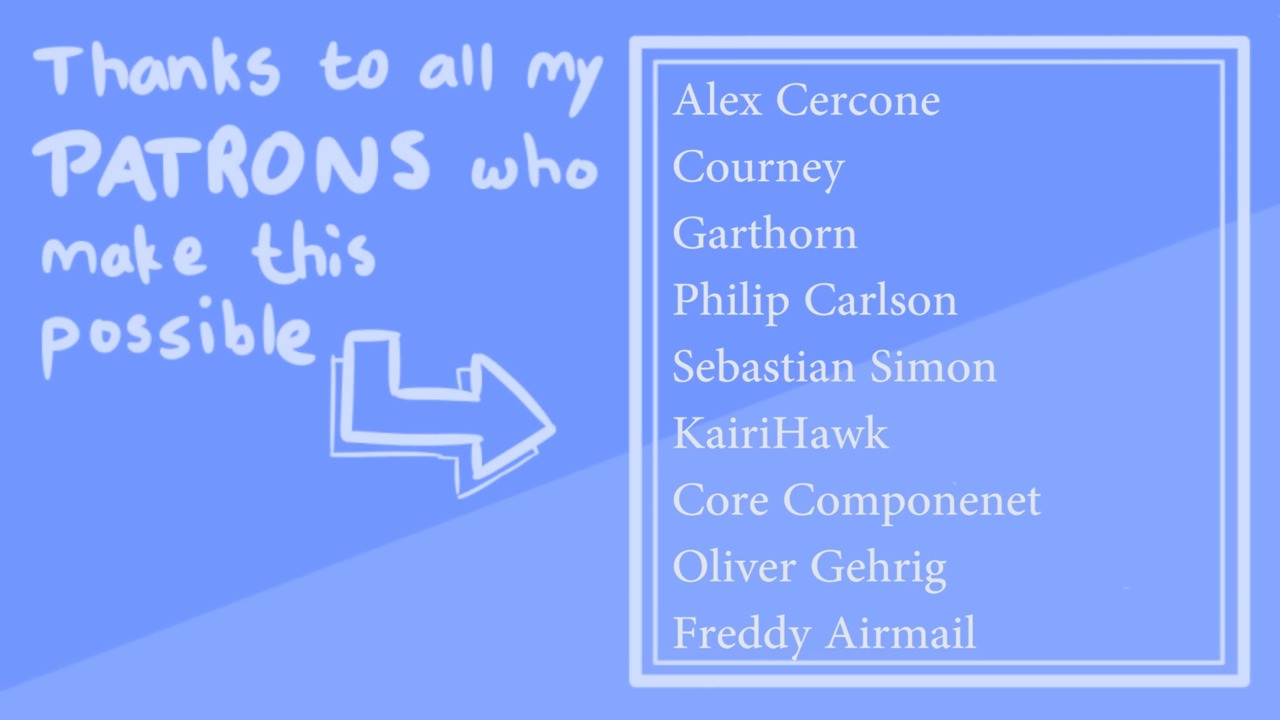 Thanks to all my
PATRONS who
make this
possible
Alex Cercone
Courney
Garthorn
Philip Carlson
Sebastian Simon
KairiHawk
Core Componenet
Oliver Gehrig
Freddy Airmail